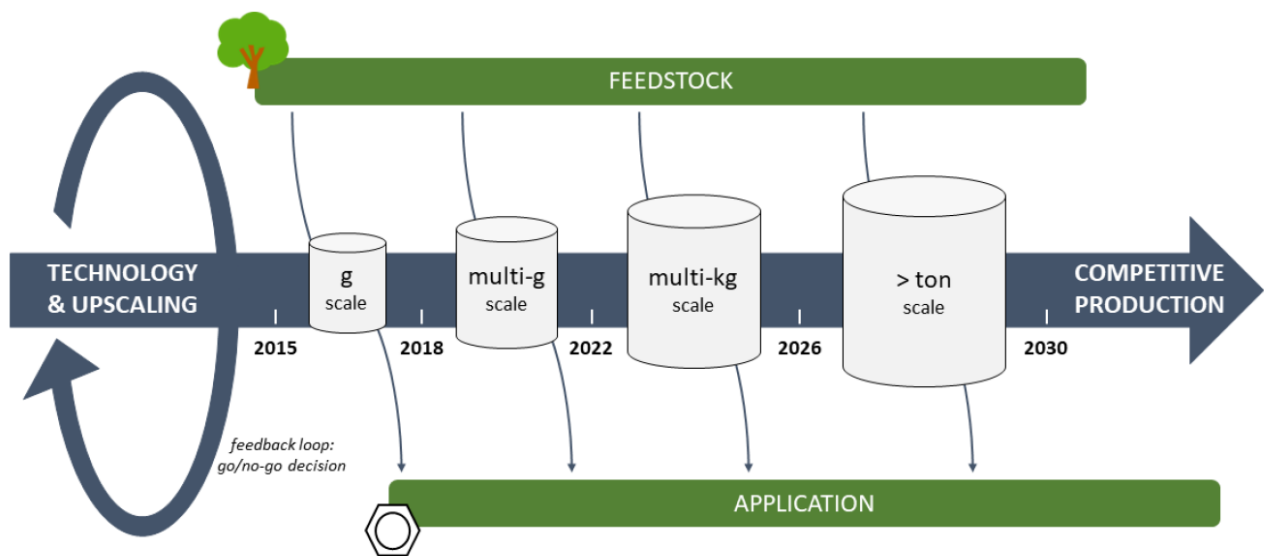 FEEDSTOCK
TECHNOLOGY
& UPSCALING
g
scale
multi-g
scale
multi-kg
scale
> ton
scale
COMPETITIVE
PRODUCTION
2015
2018
2022
2026
2030
feedback loop:
go/no-go decision
APPLICATION